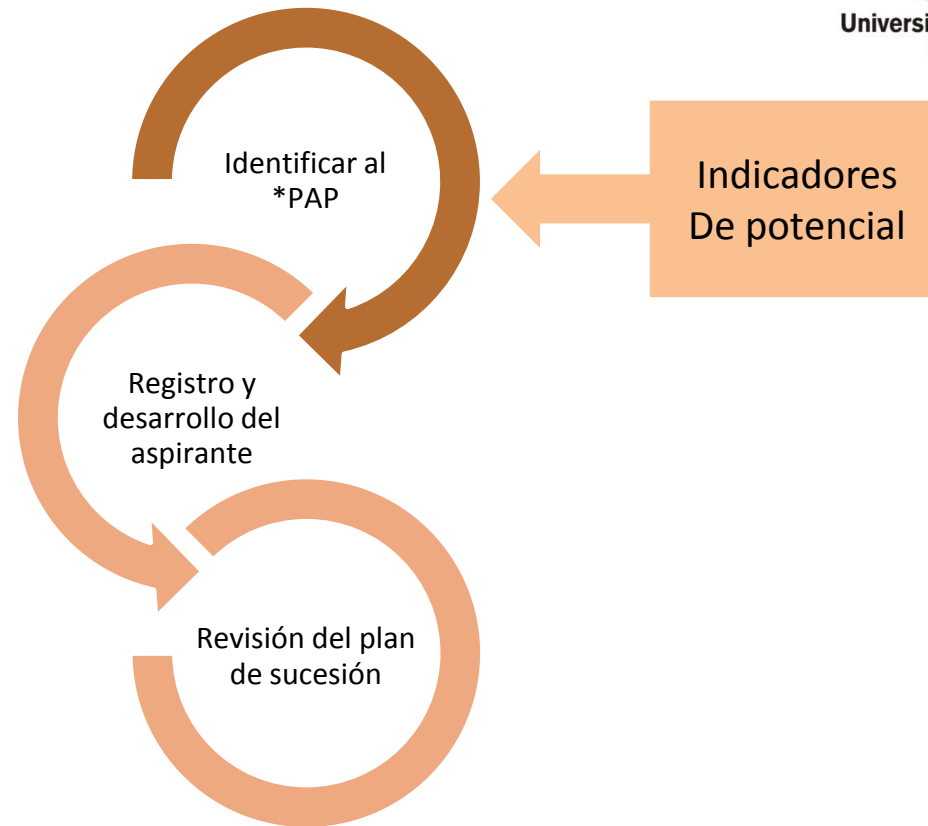 Universi
Identificar al
*PAP
Indicadores
De potencial
Registro y
desarrollo del
aspirante
Revisión del plan
de sucesión